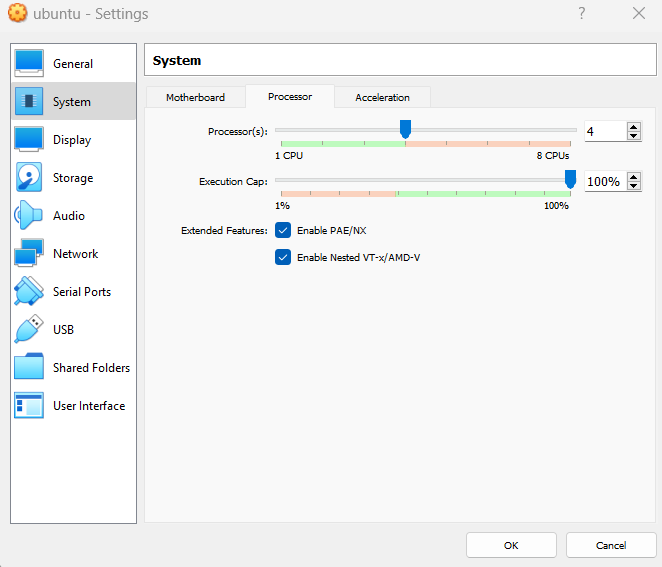 ubuntu - Settings
?
General
System
Display
Storage
Audio
Network
Serial Ports
USB
Shared Folders
User Interface
System
Motherboard Processor Acceleration
Processor(s): 4
1 CPU 8 CPUs
Execution Cap: 100%
1% 100%
Extended Features: Enable PAE/NX
Enable Nested VT-x/AMD-V
OK Cancel